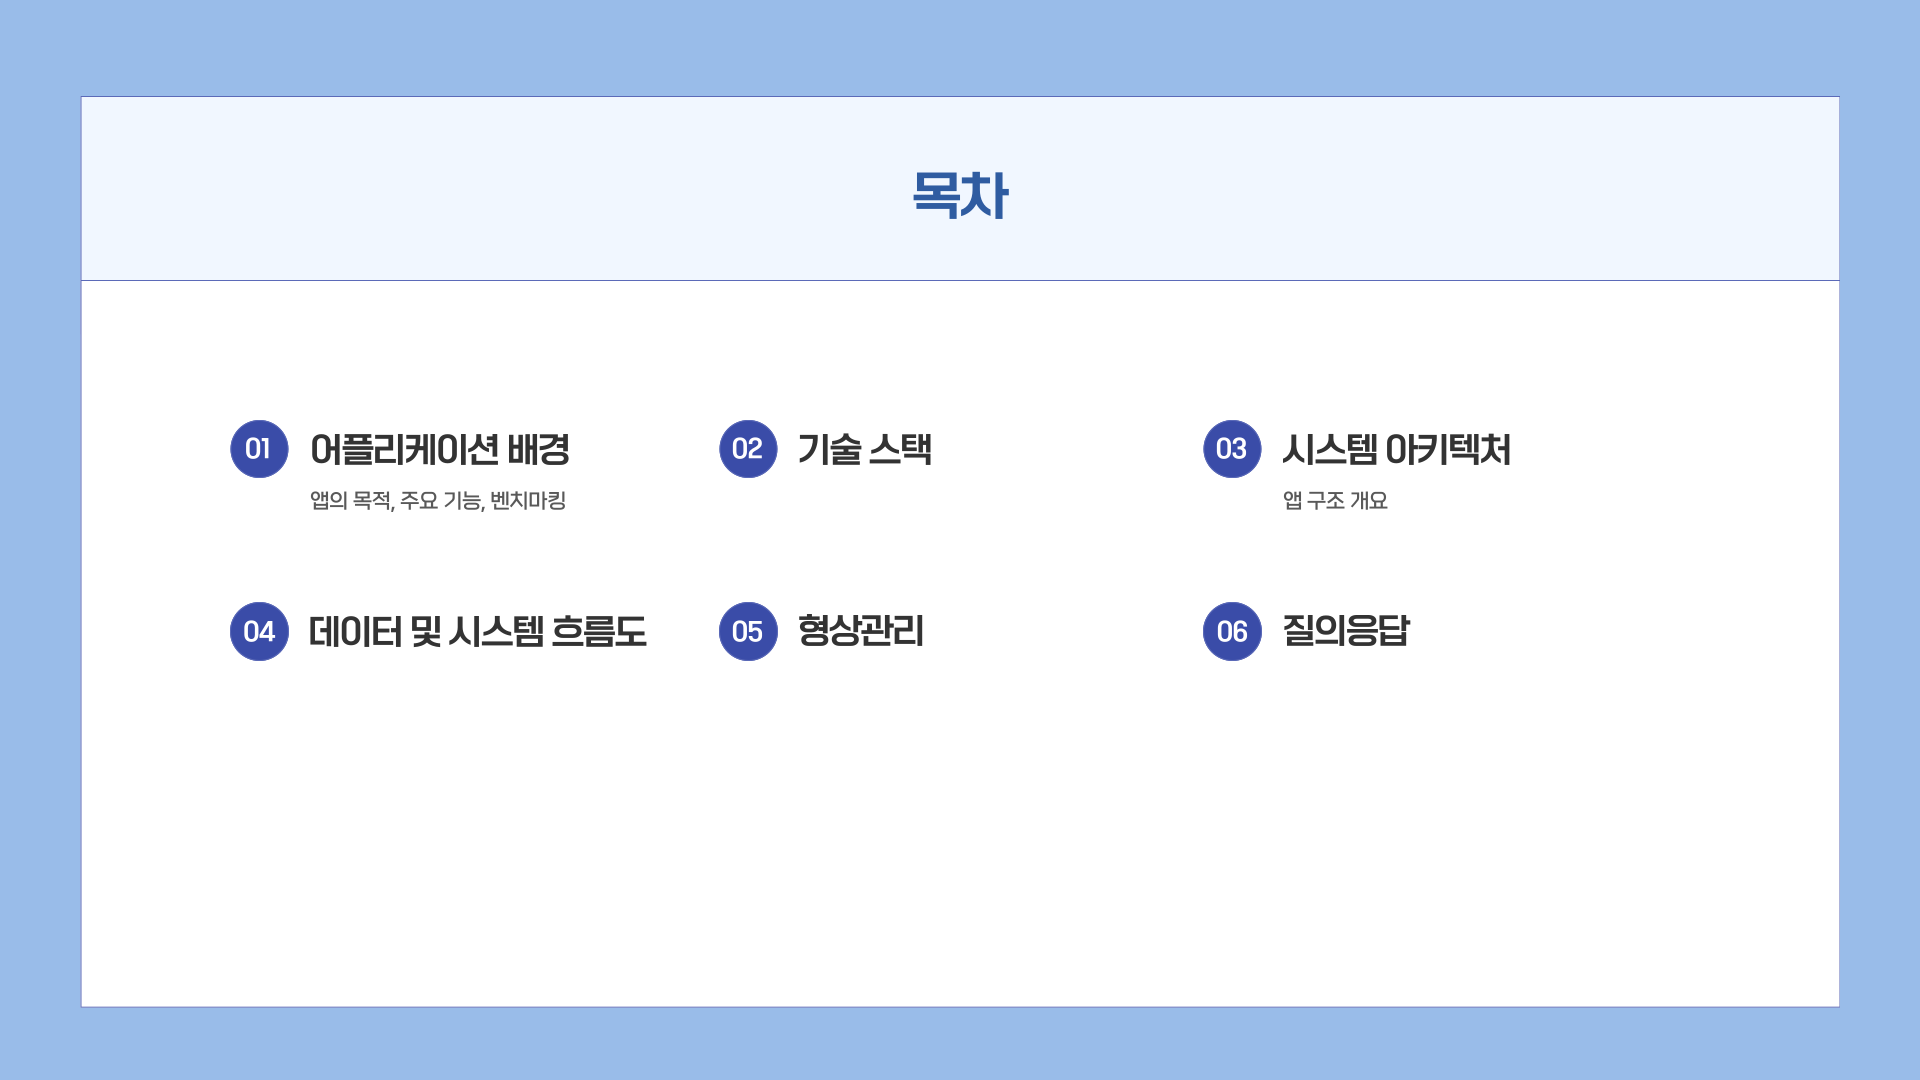 목차
01 어플리케이션 배경
앱의 목적, 주요 기능, 벤치마킹
02 기술 스택
03 시스템 아키텍처
앱 구조 개요
04 데이터 및 시스템 흐름도
05 형상관리
06 질의응답